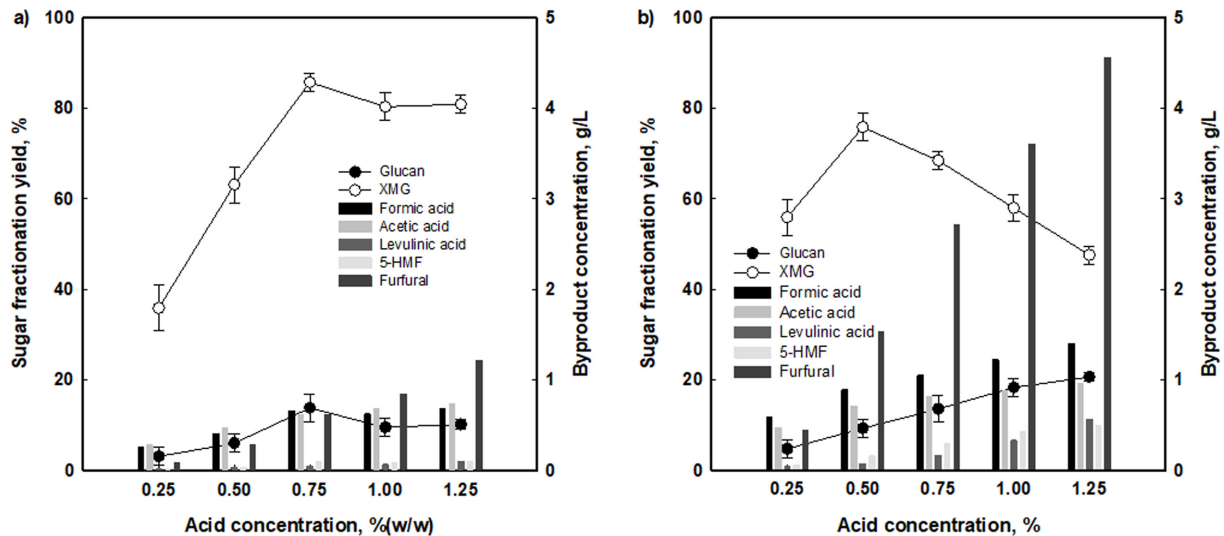 a)
100
80
60
40
20
0
Sugar fractionation yield, %
5
4
3
2
1
0
Byproduct concentration, g/L
Glucan
XMG
Formic acid
Acetic acid
Levulinic acid
5-HMF
Furfural
0.25 0.50 0.75 1.00 1.25
Acid concentration, %(w/w)
b)
100
80
60
40
20
0
Sugar fractionation yield, %
5
4
3
2
1
0
Byproduct concentration, g/L
Glucan
XMG
Formic acid
Acetic acid
Levulinic acid
5-HMF
Furfural
0.25 0.50 0.75 1.00 1.25
Acid concentration, %